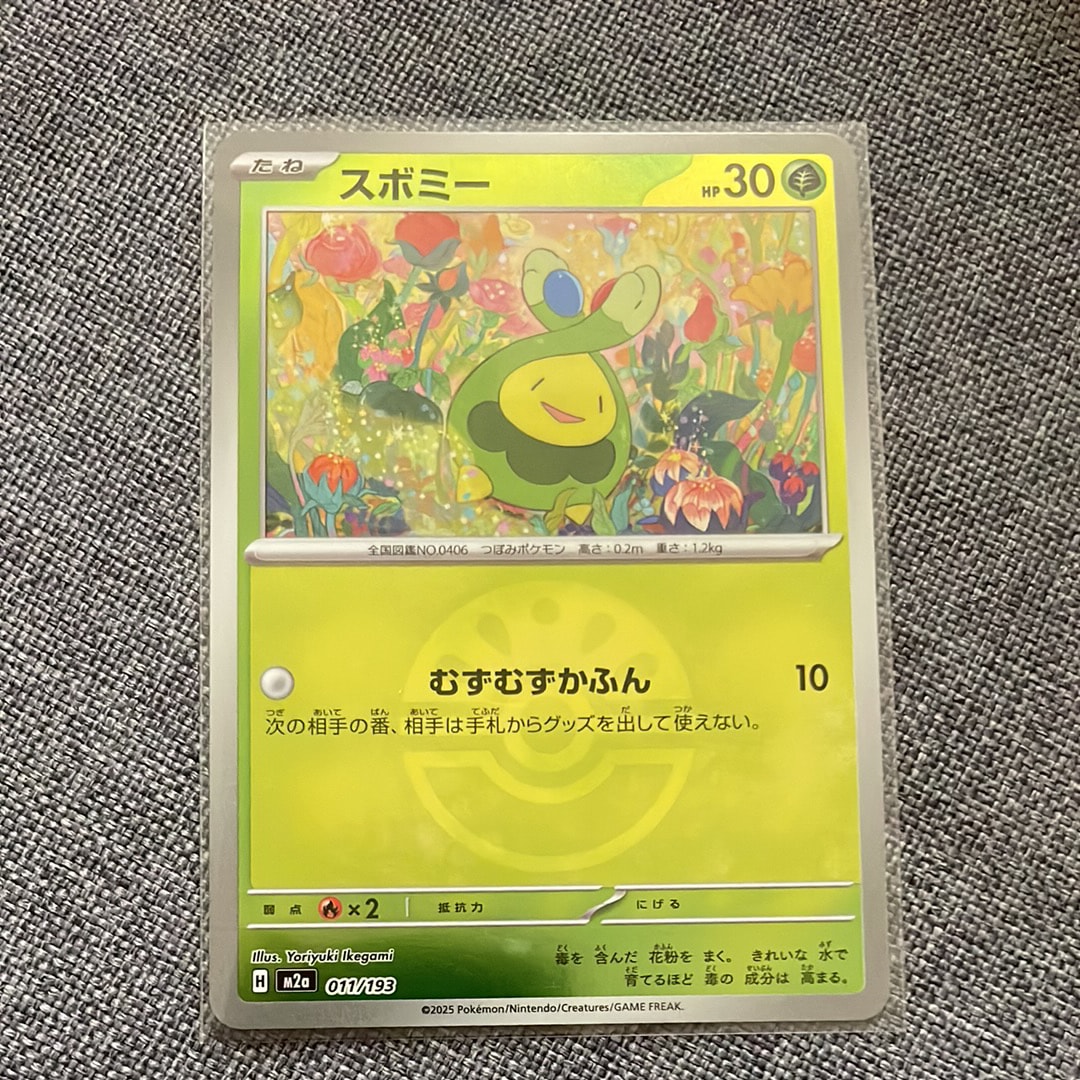 たね
スボミー
HP30
全国図鑑NO.0406 つぼみポケモン 高さ:0.2m 重さ:1.2kg
むずむずかふん 10
次の相手の番、相手は手札からグッズを出して使えない。
弱点 ×2 抵抗力 にげる
Illus. Yoriyuki Ikegami
毒を 含んだ 花粉を まく。 きれいな 水で
育てるほど 毒の 成分は 高まる。
H M2a 011/193
©2025 Pokémon/Nintendo/Creatures/GAME FREAK.